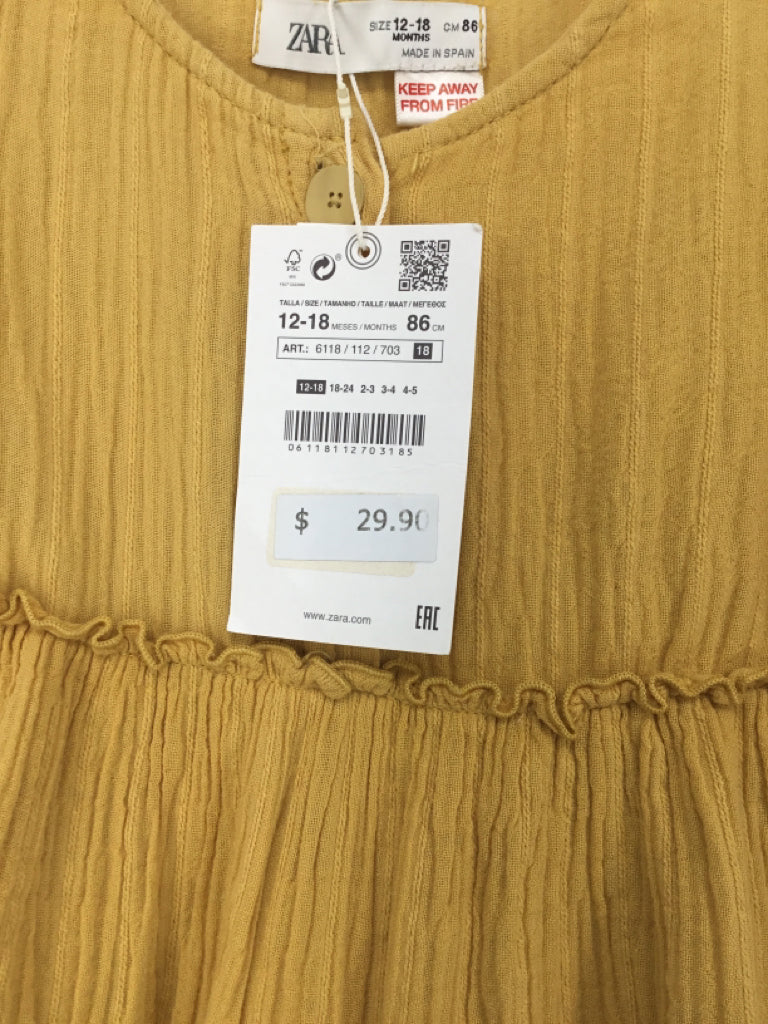 ZARA
SIZE 12-18 MONTHS CM 86
MADE IN SPAIN
KEEP AWAY
FROM FIRE
FSC
®
TALLA / SIZE / TAMANHO / TAILLE / MAAT / ΜΕΓΕΘΟΣ
12-18 MESES / MONTHS 86 CM
ART.: 6118 / 112 / 703 18
12-18 18-24 2-3 3-4 4-5
06118112703185
$ 29.90
www.zara.com
EAC